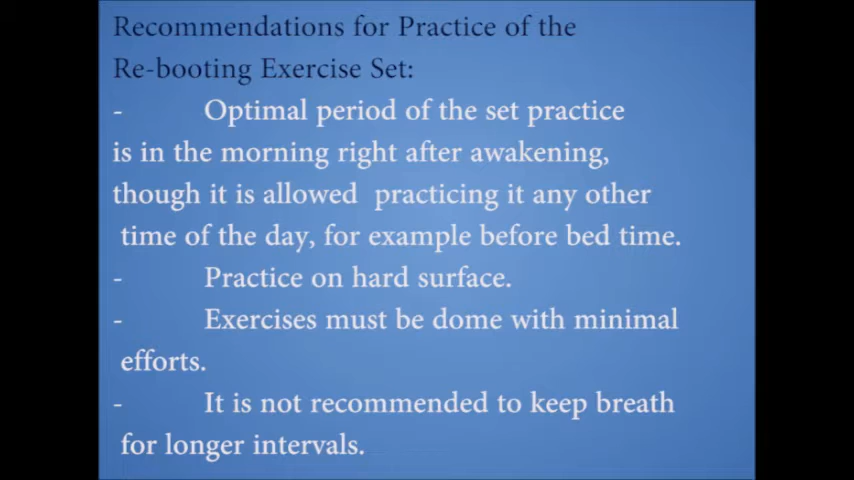 Recommendations for Practice of the
Re-booting Exercise Set:
- Optimal period of the set practice
is in the morning right after awakening,
though it is allowed practicing it any other
time of the day, for example before bed time.
- Practice on hard surface.
- Exercises must be dome with minimal
efforts.
- It is not recommended to keep breath
for longer intervals.